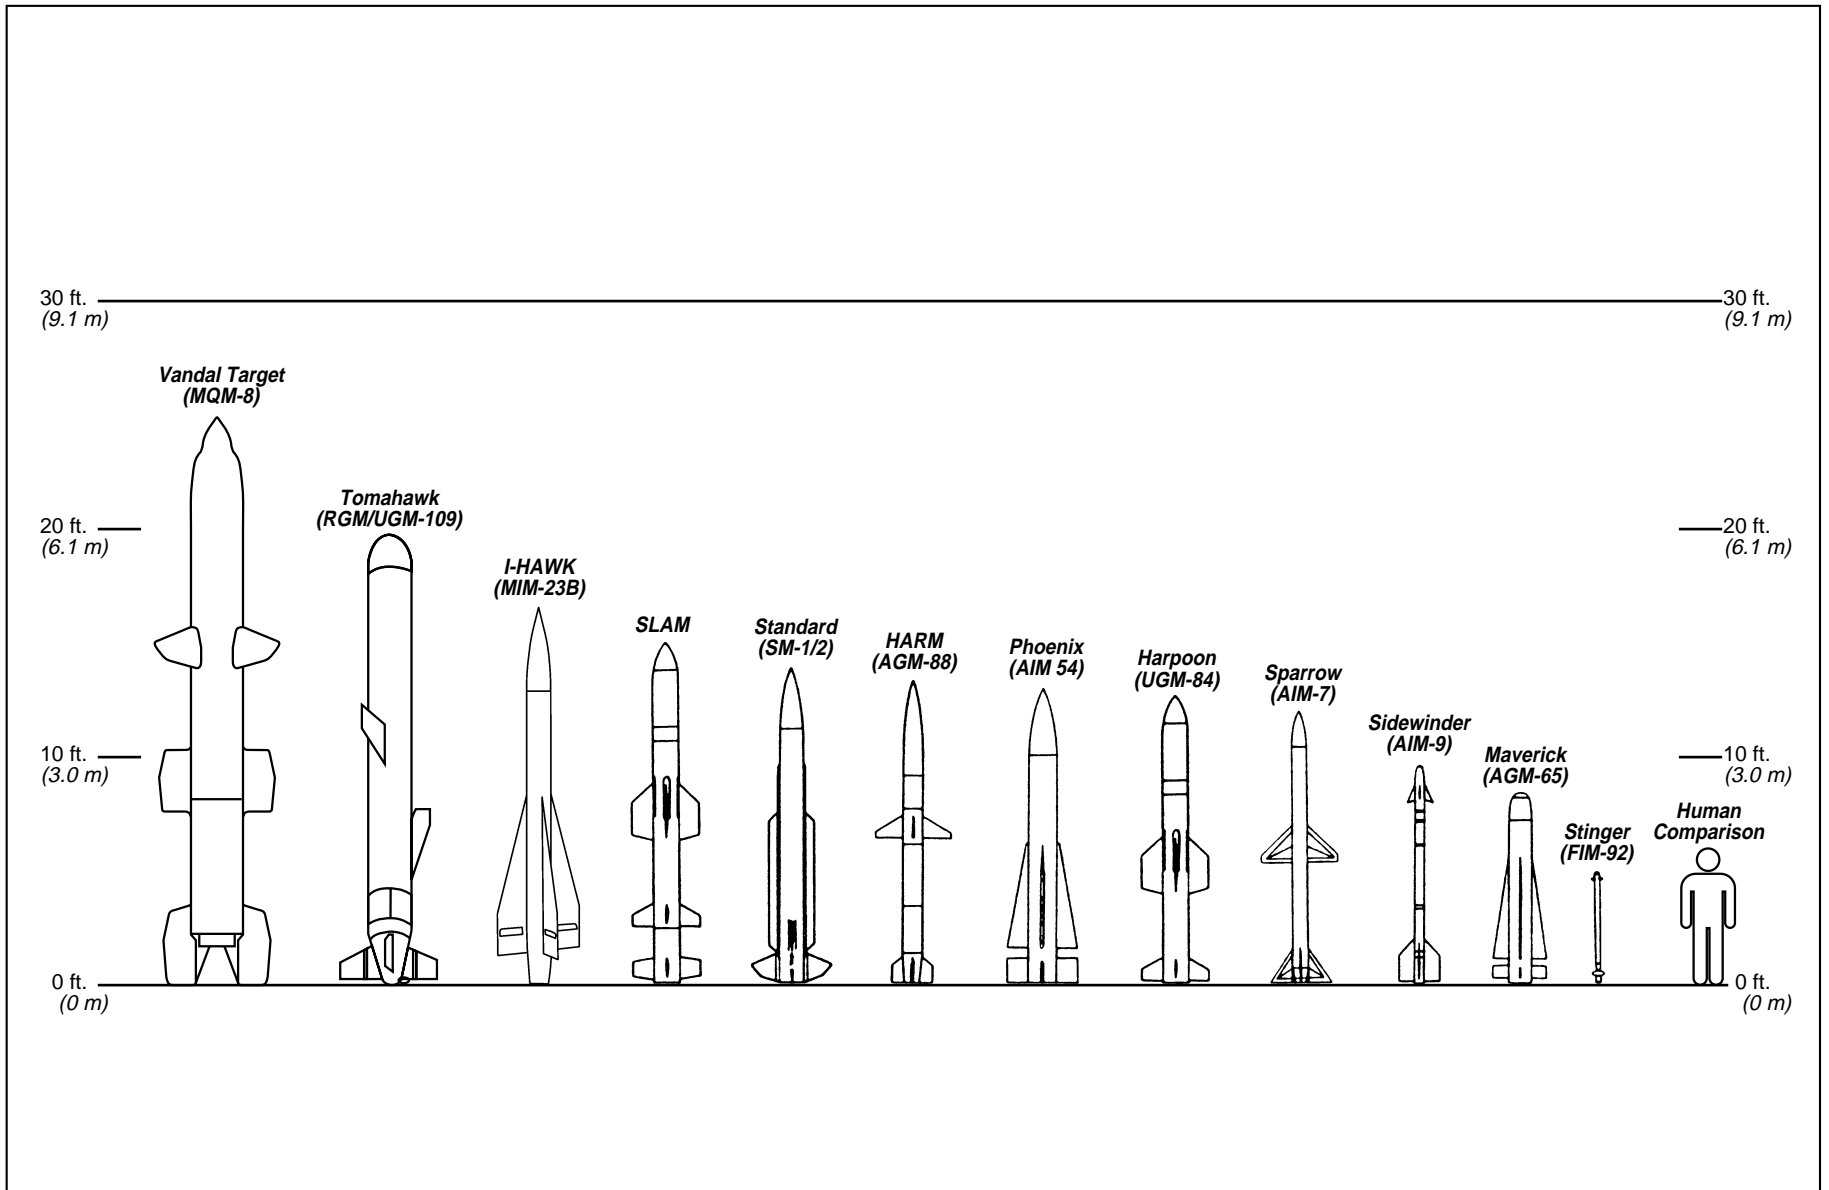 30 ft.
(9.1 m)
30 ft.
(9.1 m)
Vandal Target
(MQM-8)
Tomahawk
(RGM/UGM-109)
20 ft.
(6.1 m)
20 ft.
(6.1 m)
I-HAWK
(MIM-23B)
SLAM
Standard
(SM-1/2)
HARM
(AGM-88)
Phoenix
(AIM 54)
Harpoon
(UGM-84)
Sparrow
(AIM-7)
Sidewinder
(AIM-9)
Maverick
(AGM-65)
10 ft.
(3.0 m)
10 ft.
(3.0 m)
Stinger
(FIM-92)
Human
Comparison
0 ft.
(0 m)
0 ft.
(0 m)